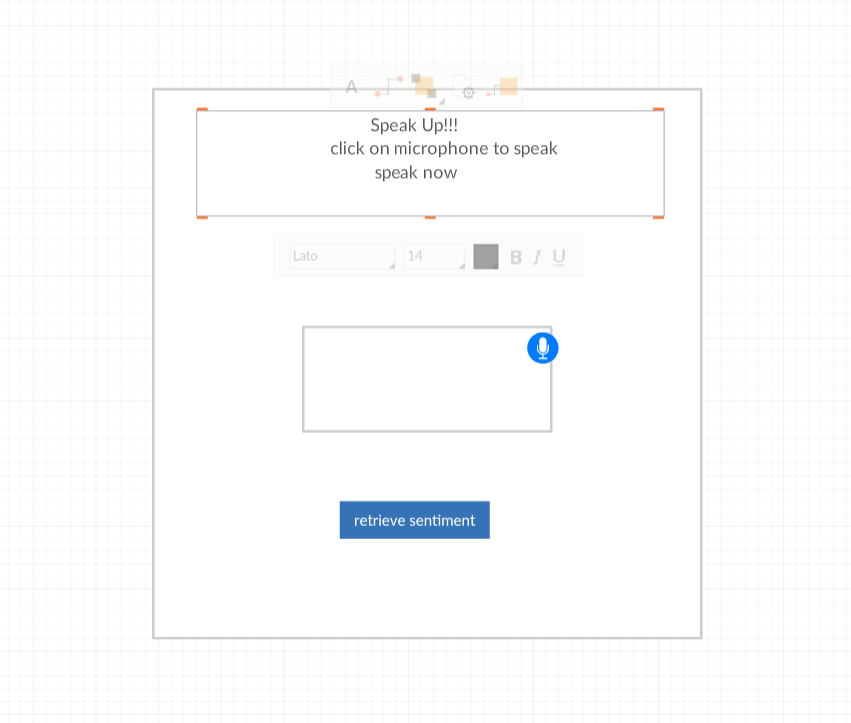 A
Speak Up!!!
click on microphone to speak
speak now
Lato 14 B I U
retrieve sentiment